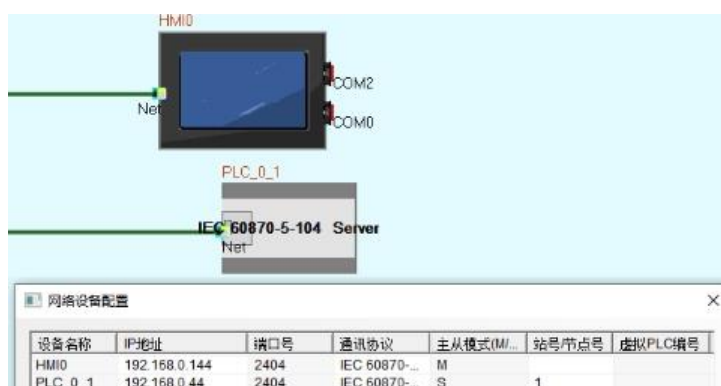 HMI0
COM2
Net
COM0
PLC_0_1
IEC 60870-5-104 Server
Net
网络设备配置
设备名称 IP地址 端口号 通讯协议 主从模式(M/... 站号/节点号 虚拟PLC编号
HMI0 192.168.0.144 2404 IEC 60870-... M
PLC_0_1 192.168.0.44 2404 IEC 60870-... S 1